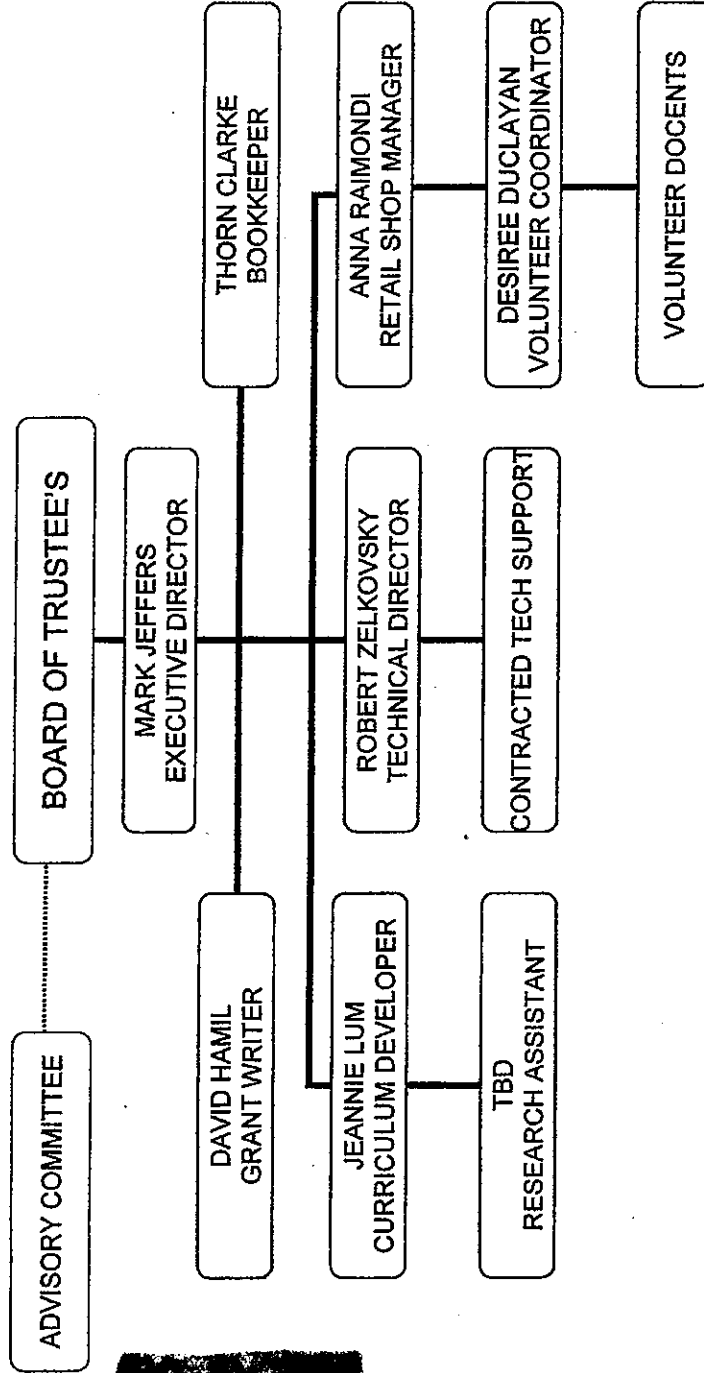 ADVISORY COMMITTEE
BOARD OF TRUSTEE'S
MARK JEFFERS
EXECUTIVE DIRECTOR
DAVID HAMIL
GRANT WRITER
THORN CLARKE
BOOKKEEPER
JEANNIE LUM
CURRICULUM DEVELOPER
ROBERT ZELKOVSKY
TECHNICAL DIRECTOR
ANNA RAIMONDI
RETAIL SHOP MANAGER
TBD
RESEARCH ASSISTANT
CONTRACTED TECH SUPPORT
DESIREE DUCLAYAN
VOLUNTEER COORDINATOR
VOLUNTEER DOCENTS